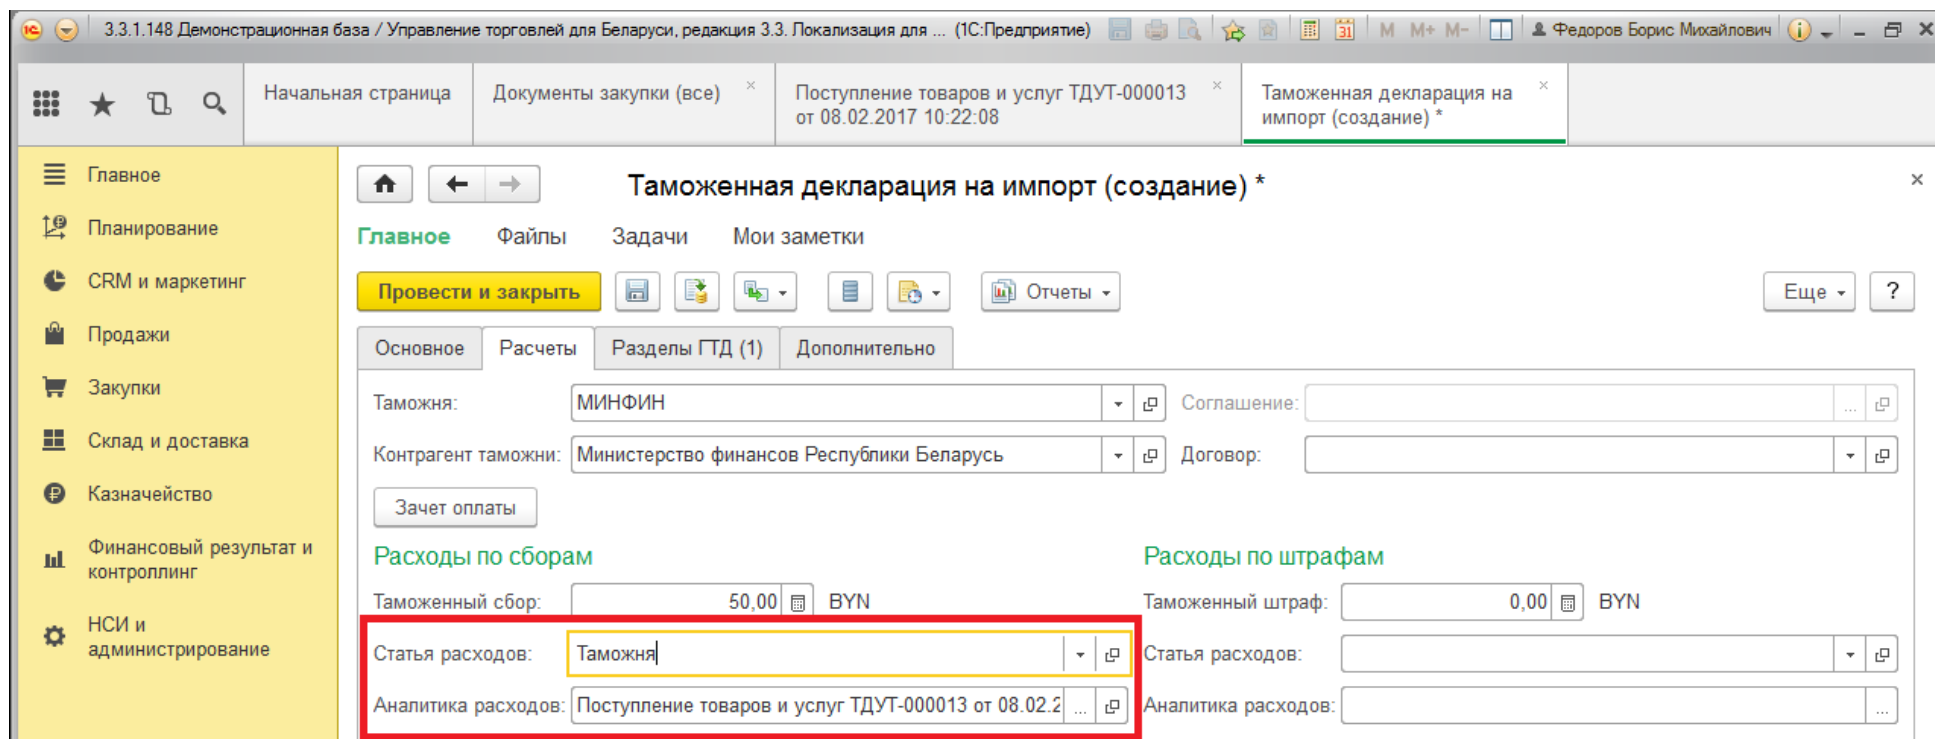 3.3.1.148 Демонстрационная база / Управление торговлей для Беларуси, редакция 3.3. Локализация для ... (1С:Предприятие) M M+ M- Федоров Борис Михайлович
Начальная страница
Документы закупки (все)
Поступление товаров и услуг ТДУТ-000013
от 08.02.2017 10:22:08
Таможенная декларация на
импорт (создание) *
Главное
Планирование
CRM и маркетинг
Продажи
Закупки
Склад и доставка
Казначейство
Финансовый результат и
контроллинг
НСИ и
администрирование
Таможенная декларация на импорт (создание) *
Главное Файлы Задачи Мои заметки
Провести и закрыть Отчеты Еще ?
Основное Расчеты Разделы ГТД (1) Дополнительно
Таможня: МИНФИН Соглашение: ...
Контрагент таможни: Министерство финансов Республики Беларусь Договор:
Зачет оплаты
Расходы по сборам Расходы по штрафам
Таможенный сбор: 50,00 BYN Таможенный штраф: 0,00 BYN
Статья расходов: Таможня Статья расходов:
Аналитика расходов: Поступление товаров и услуг ТДУТ-000013 от 08.02.2 ... Аналитика расходов: ...